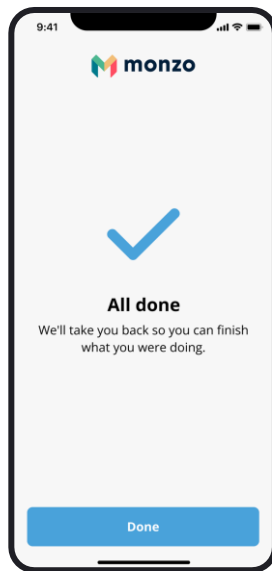 9:41
monzo
All done
We'll take you back so you can finish
what you were doing.
Done